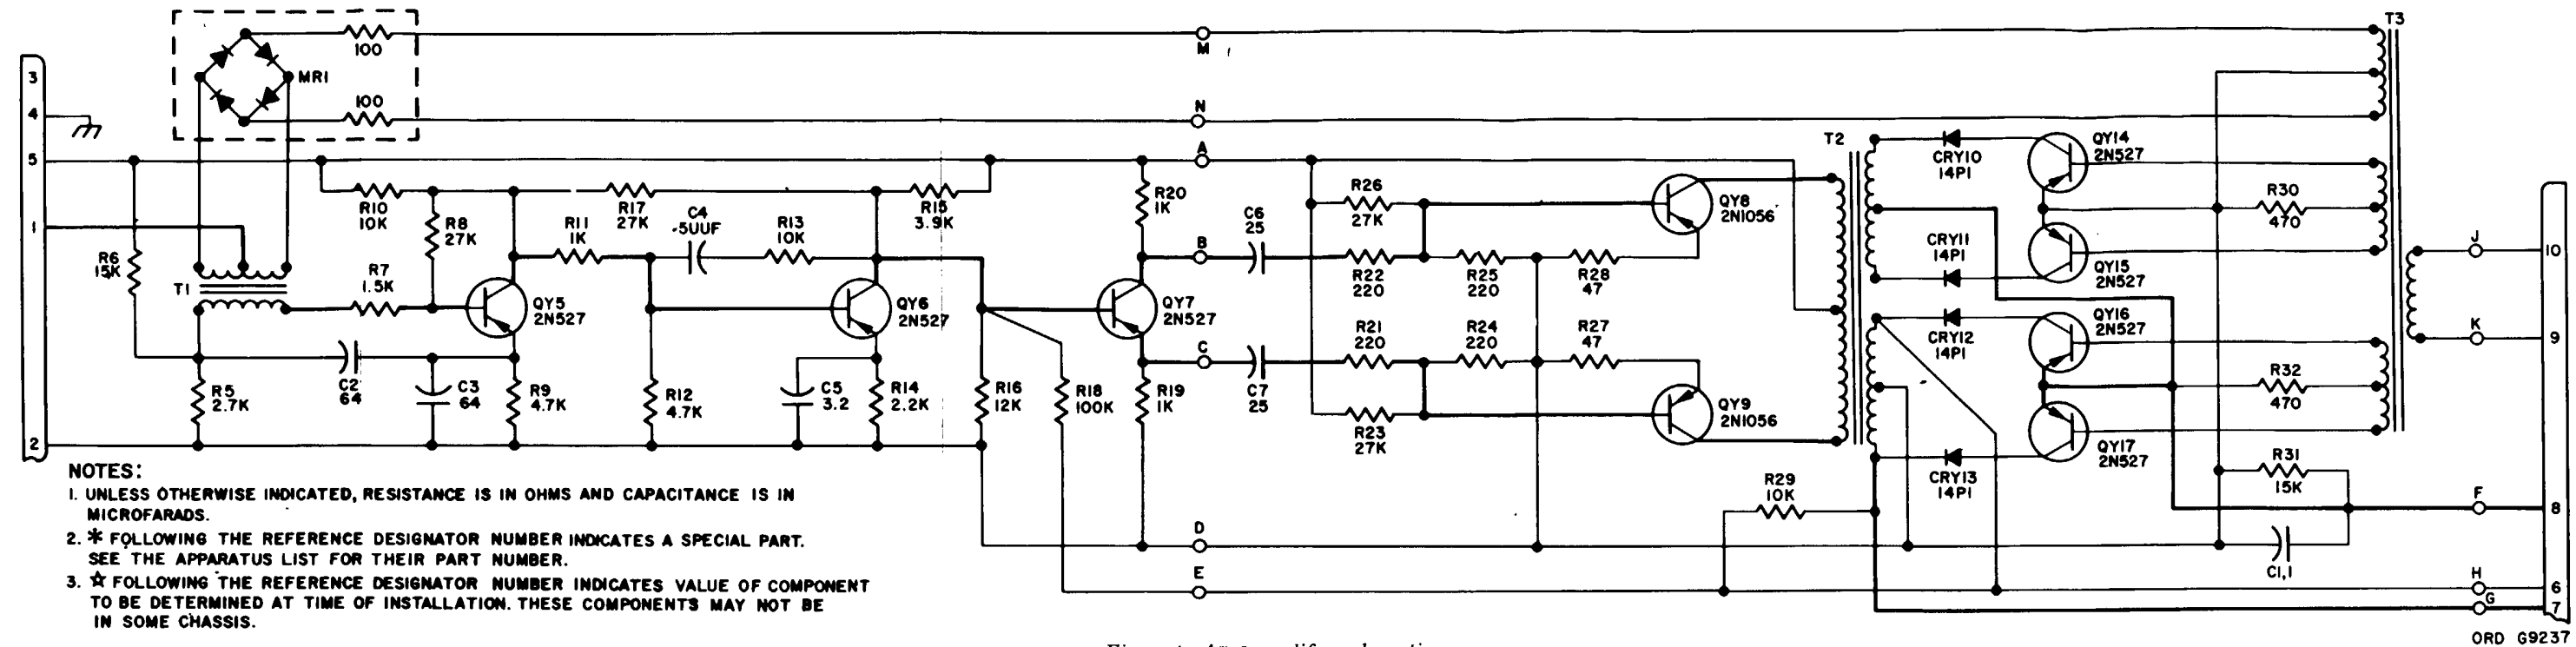 T3
100
M
3
MR1
4
100
N
5
A
T2
QY14
2N527
CRY10
14P1
R10
10K
R17
27K
R15
3.9K
R20
1K
R26
27K
QY8
2N1056
R30
470
1
R8
27K
R11
1K
C4
.5UUF
R13
10K
C6
25
B
J
10
R6
15K
T1
R7
1.5K
R22
220
R25
220
R28
47
CRY11
14P1
QY15
2N527
QY5
2N527
QY6
2N527
QY7
2N527
R21
220
R24
220
R27
47
CRY12
14P1
QY16
2N527
K
9
C
C2
64
R5
2.7K
C3
64
R9
4.7K
R12
4.7K
C5
3.2
R14
2.2K
R16
12K
R18
100K
R19
1K
C7
25
R23
27K
QY9
2N1056
R32
470
2
R29
10K
CRY13
14P1
QY17
2N527
R31
15K
F
8
D
C1,1
E
H
6
G
7
NOTES:
1. UNLESS OTHERWISE INDICATED, RESISTANCE IS IN OHMS AND CAPACITANCE IS IN
MICROFARADS.
2. * FOLLOWING THE REFERENCE DESIGNATOR NUMBER INDICATES A SPECIAL PART.
SEE THE APPARATUS LIST FOR THEIR PART NUMBER.
3. ☆ FOLLOWING THE REFERENCE DESIGNATOR NUMBER INDICATES VALUE OF COMPONENT
TO BE DETERMINED AT TIME OF INSTALLATION. THESE COMPONENTS MAY NOT BE
IN SOME CHASSIS.
ORD G9237